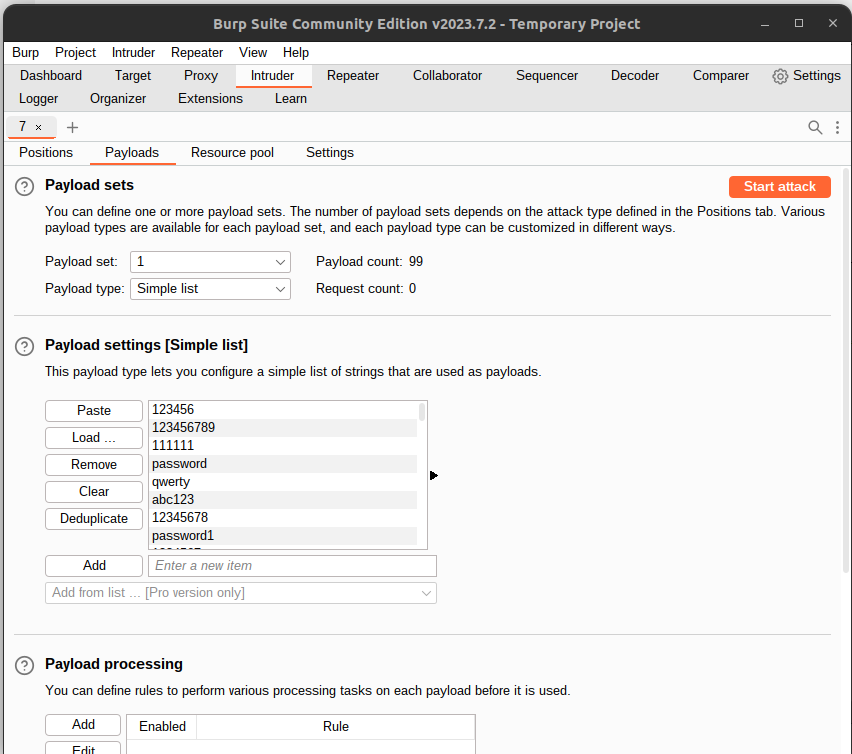 Burp Suite Community Edition v2023.7.2 - Temporary Project
Burp Project Intruder Repeater View Help
Dashboard Target Proxy Intruder Repeater Collaborator Sequencer Decoder Comparer Settings
Logger Organizer Extensions Learn
7 × +
Positions Payloads Resource pool Settings
? Payload sets Start attack
You can define one or more payload sets. The number of payload sets depends on the attack type defined in the Positions tab. Various
payload types are available for each payload set, and each payload type can be customized in different ways.
Payload set: 1 Payload count: 99
Payload type: Simple list Request count: 0
? Payload settings [Simple list]
This payload type lets you configure a simple list of strings that are used as payloads.
Paste
Load ...
Remove
Clear
Deduplicate
123456
123456789
111111
password
qwerty
abc123
12345678
password1
Add Enter a new item
Add from list ... [Pro version only]
? Payload processing
You can define rules to perform various processing tasks on each payload before it is used.
Add Enabled Rule
Edit